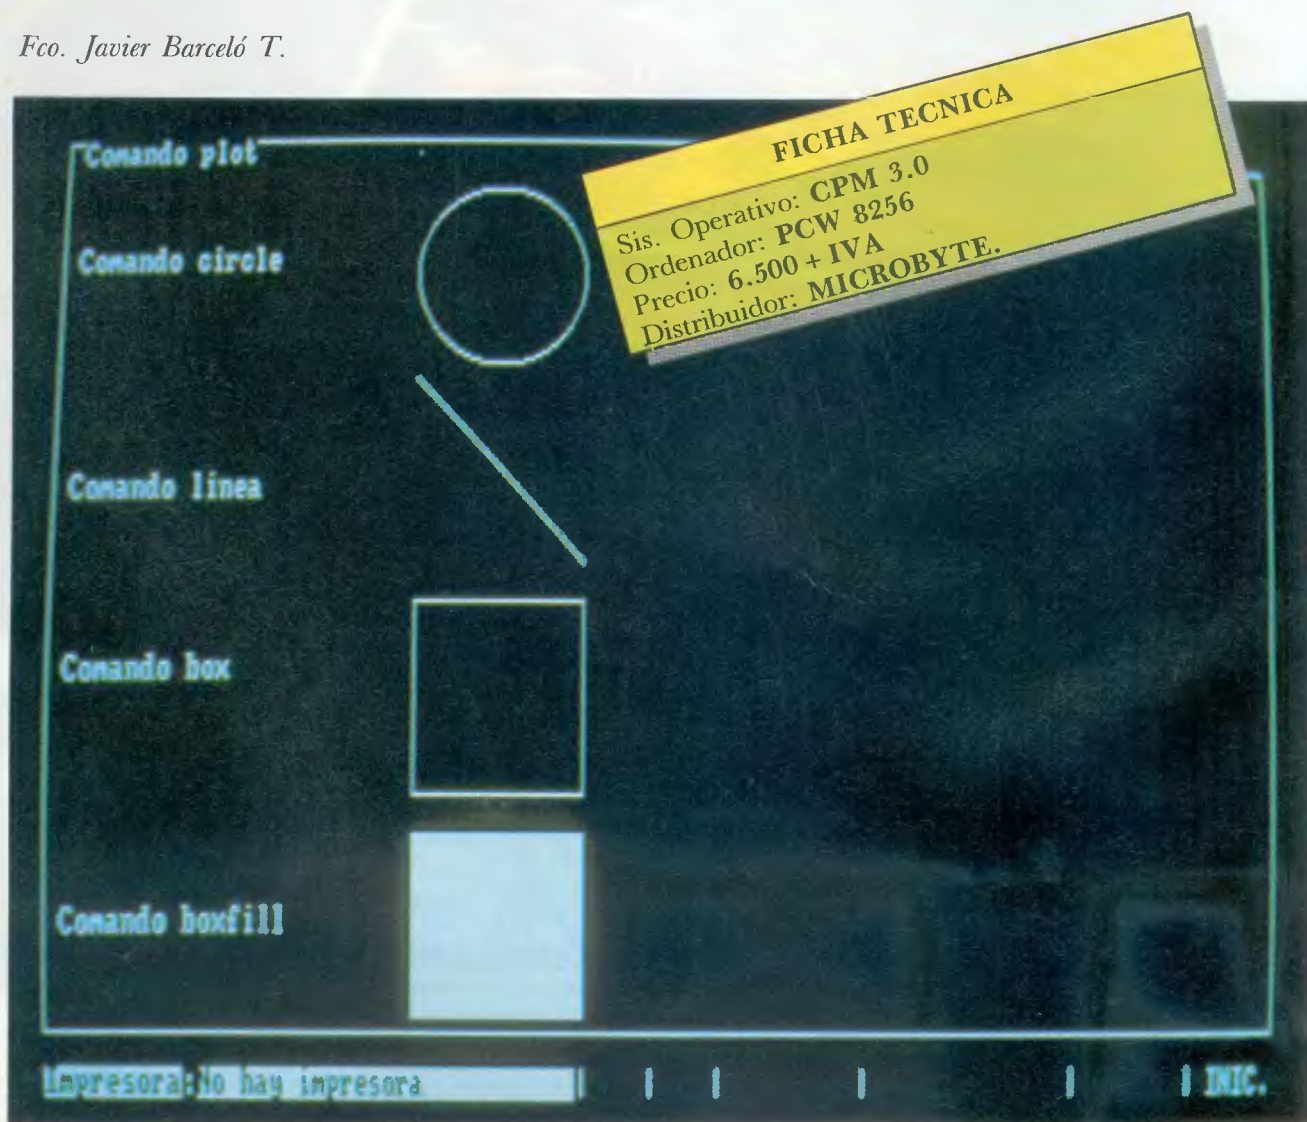 Fco. Javier Barceló T.
FICHA TECNICA
Sis. Operativo: CPM 3.0
Ordenador: PCW 8256
Precio: 6.500 + IVA
Distribuidor: MICROBYTE.
Comando plot
Comando circle
Comando linea
Comando box
Comando boxfill
Impresora:No hay impresora
INIC.